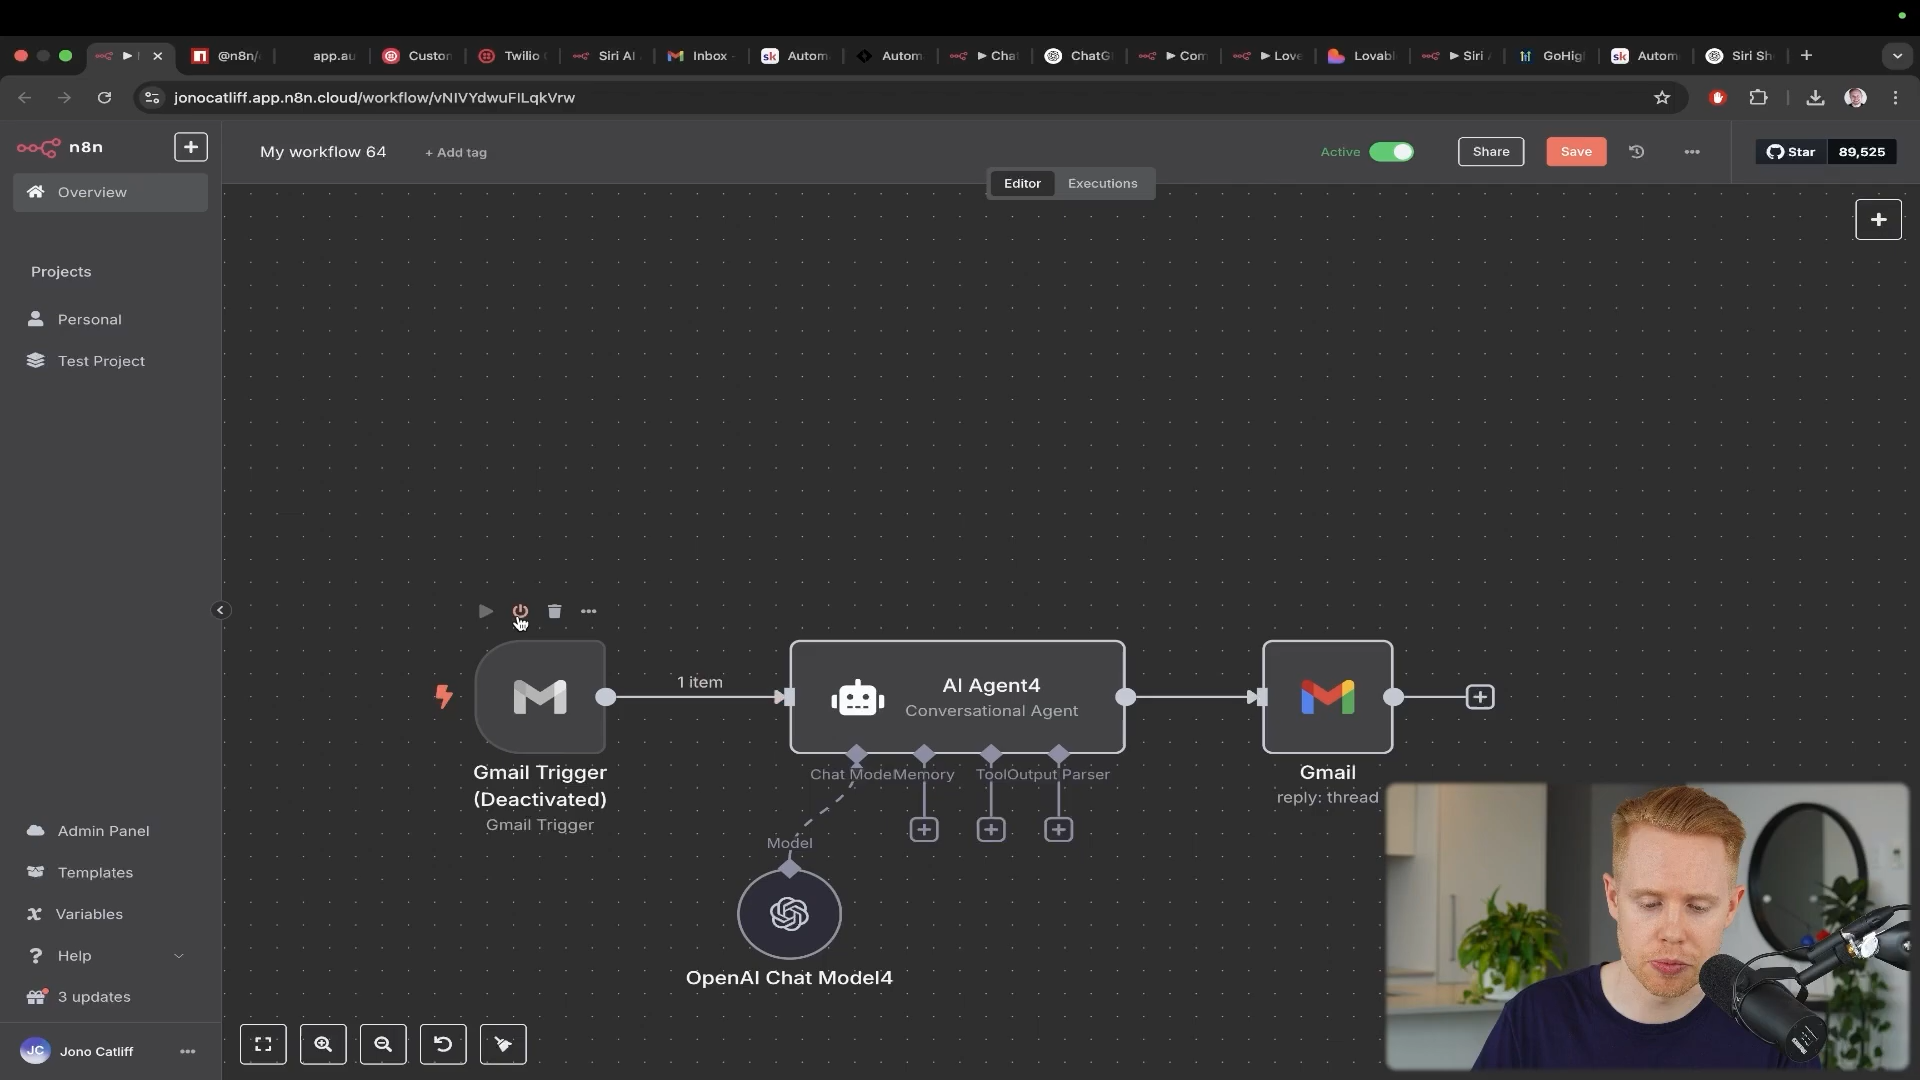 @n8n/
app.au
Custon
Twilio
Siri AI
Inbox -
Autom
Autom
Chat
ChatG
Con
Love
Lovabl
Siri
GoHig
Autom
Siri Sh
jonocatliff.app.n8n.cloud/workflow/vNIVYdwuFILqkVrw
n8n
My workflow 64
+ Add tag
Active
Share
Save
Star
89,525
Editor
Executions
Overview
Projects
Personal
Test Project
1 item
AI Agent4
Conversational Agent
Gmail Trigger
(Deactivated)
Gmail Trigger
Chat Mode
Memory
Tool
Output Parser
Gmail
reply: thread
Model
OpenAI Chat Model4
Admin Panel
Templates
Variables
Help
3 updates
JC
Jono Catliff